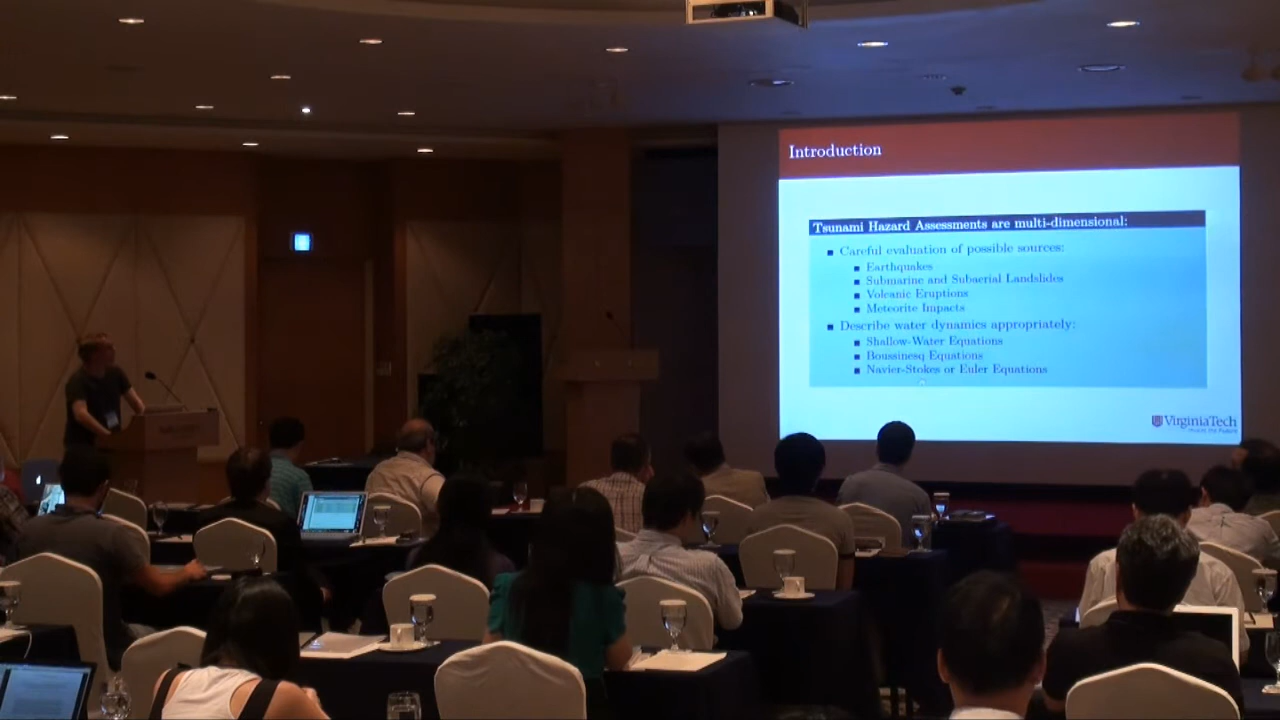 Introduction
Tsunami Hazard Assessments are multi-dimensional:
Careful evaluation of possible sources:
Earthquakes
Submarine and Subaerial Landslides
Volcanic Eruptions
Meteorite Impacts
Describe water dynamics appropriately:
Shallow-Water Equations
Boussinesq Equations
Navier-Stokes or Euler Equations
VirginiaTech